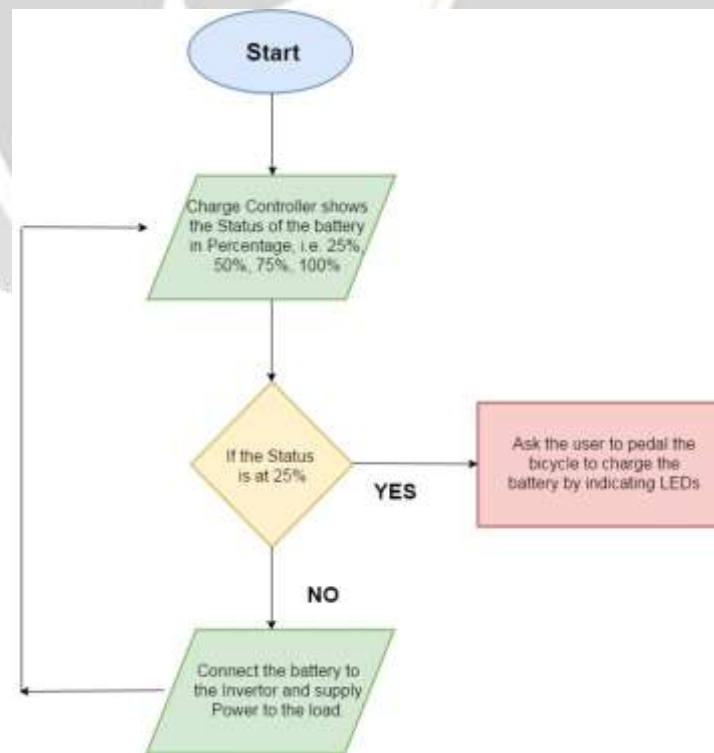 Start
Charge Controller shows
the Status of the battery
in Percentage, i.e. 25%,
50%, 75%, 100%
If the Status
is at 25%
YES
Ask the user to pedal the
bicycle to charge the
battery by indicating LEDs
NO
Connect the battery to
the Invertor and supply
Power to the load